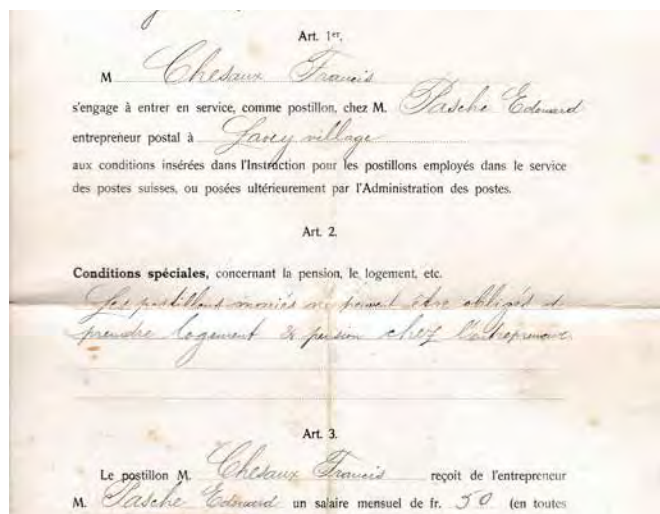 Art. 1er.
M Chesaux Francis
s'engage à entrer en service, comme postillon, chez M. Pasche Edouard
entrepreneur postal à Lavey village
aux conditions insérées dans l'Instruction pour les postillons employés dans le service
des postes suisses, ou posées ultérieurement par l'Administration des postes.
Art. 2.
Conditions spéciales, concernant la pension, le logement, etc.
Les postillons mariés ne peuvent être obligés de
prendre logement & pension chez l'entrepreneur
Art. 3.
Le postillon M. Chesaux Francis reçoit de l'entrepreneur
M. Pasche Edouard un salaire mensuel de fr. 50 (en toutes